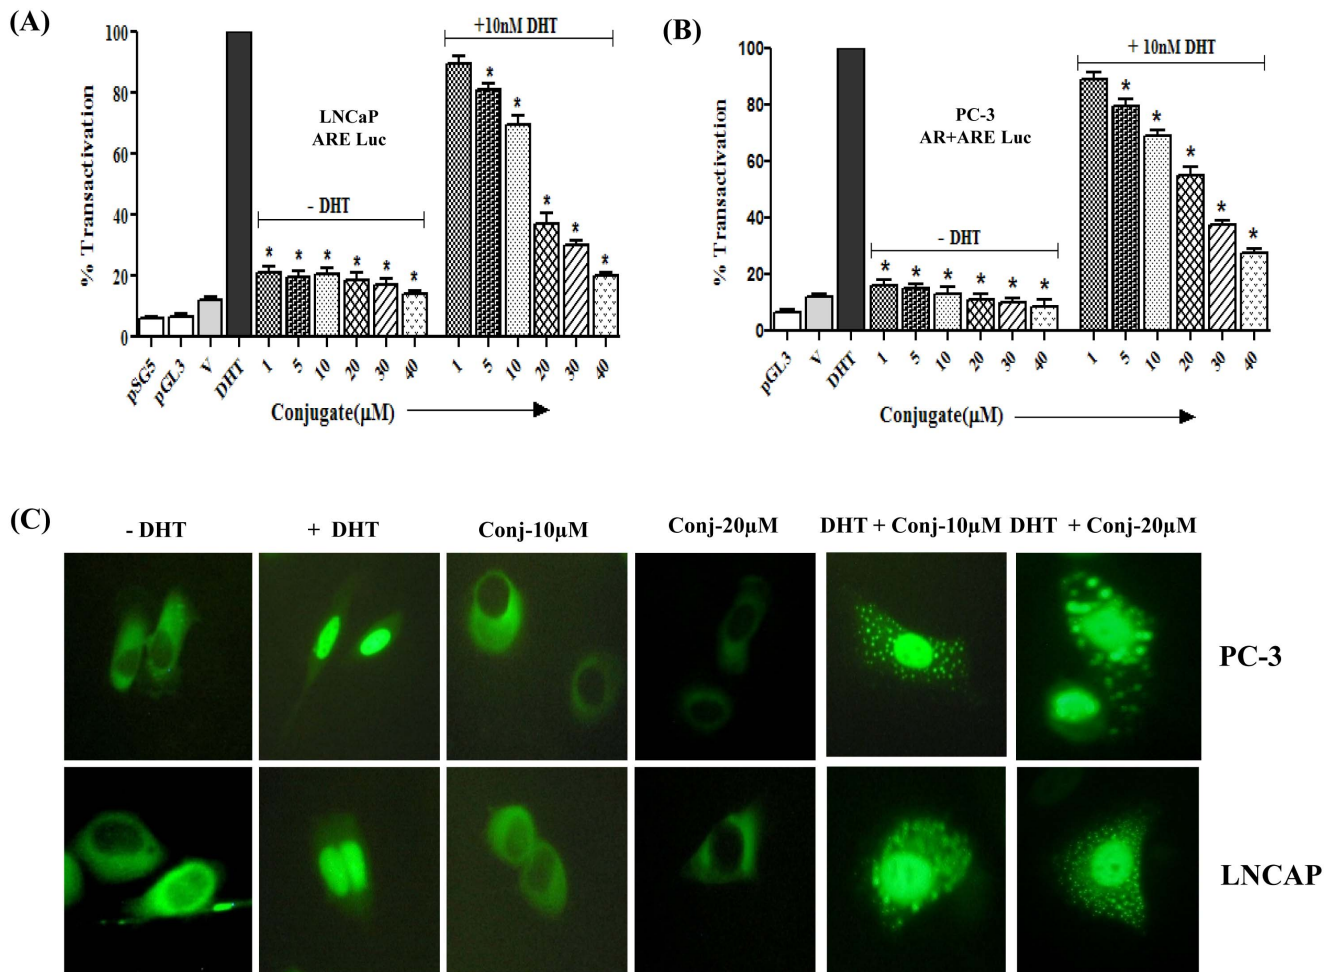 (A)
+10nM DHT
100
80
60
40
20
0
% Transactivation
LNCaP
ARE Luc
- DHT
* * * * * *
* * * * *
pSG5 pGL3 V DHT 1 5 10 20 30 40 1 5 10 20 30 40
Conjugate(μM)
(B)
+ 10nM DHT
100
80
60
40
20
0
% Transactivation
PC-3
AR+ARE Luc
- DHT
* * * * * *
* * * * *
pGL3 V DHT 1 5 10 20 30 40 1 5 10 20 30 40
Conjugate(μM)
(C)
- DHT + DHT Conj-10μM Conj-20μM DHT + Conj-10μM DHT + Conj-20μM
PC-3
LNCAP